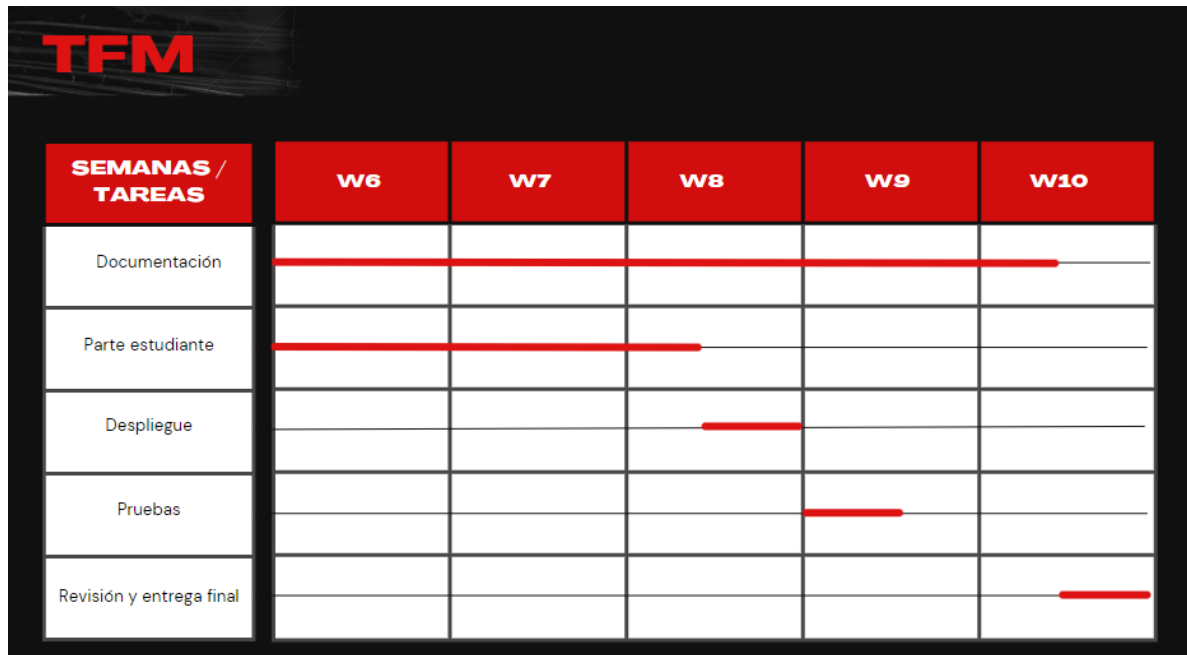 TFM
SEMANAS /
TAREAS
W6
W7
W8
W9
W10
Documentación
Parte estudiante
Despliegue
Pruebas
Revisión y entrega final